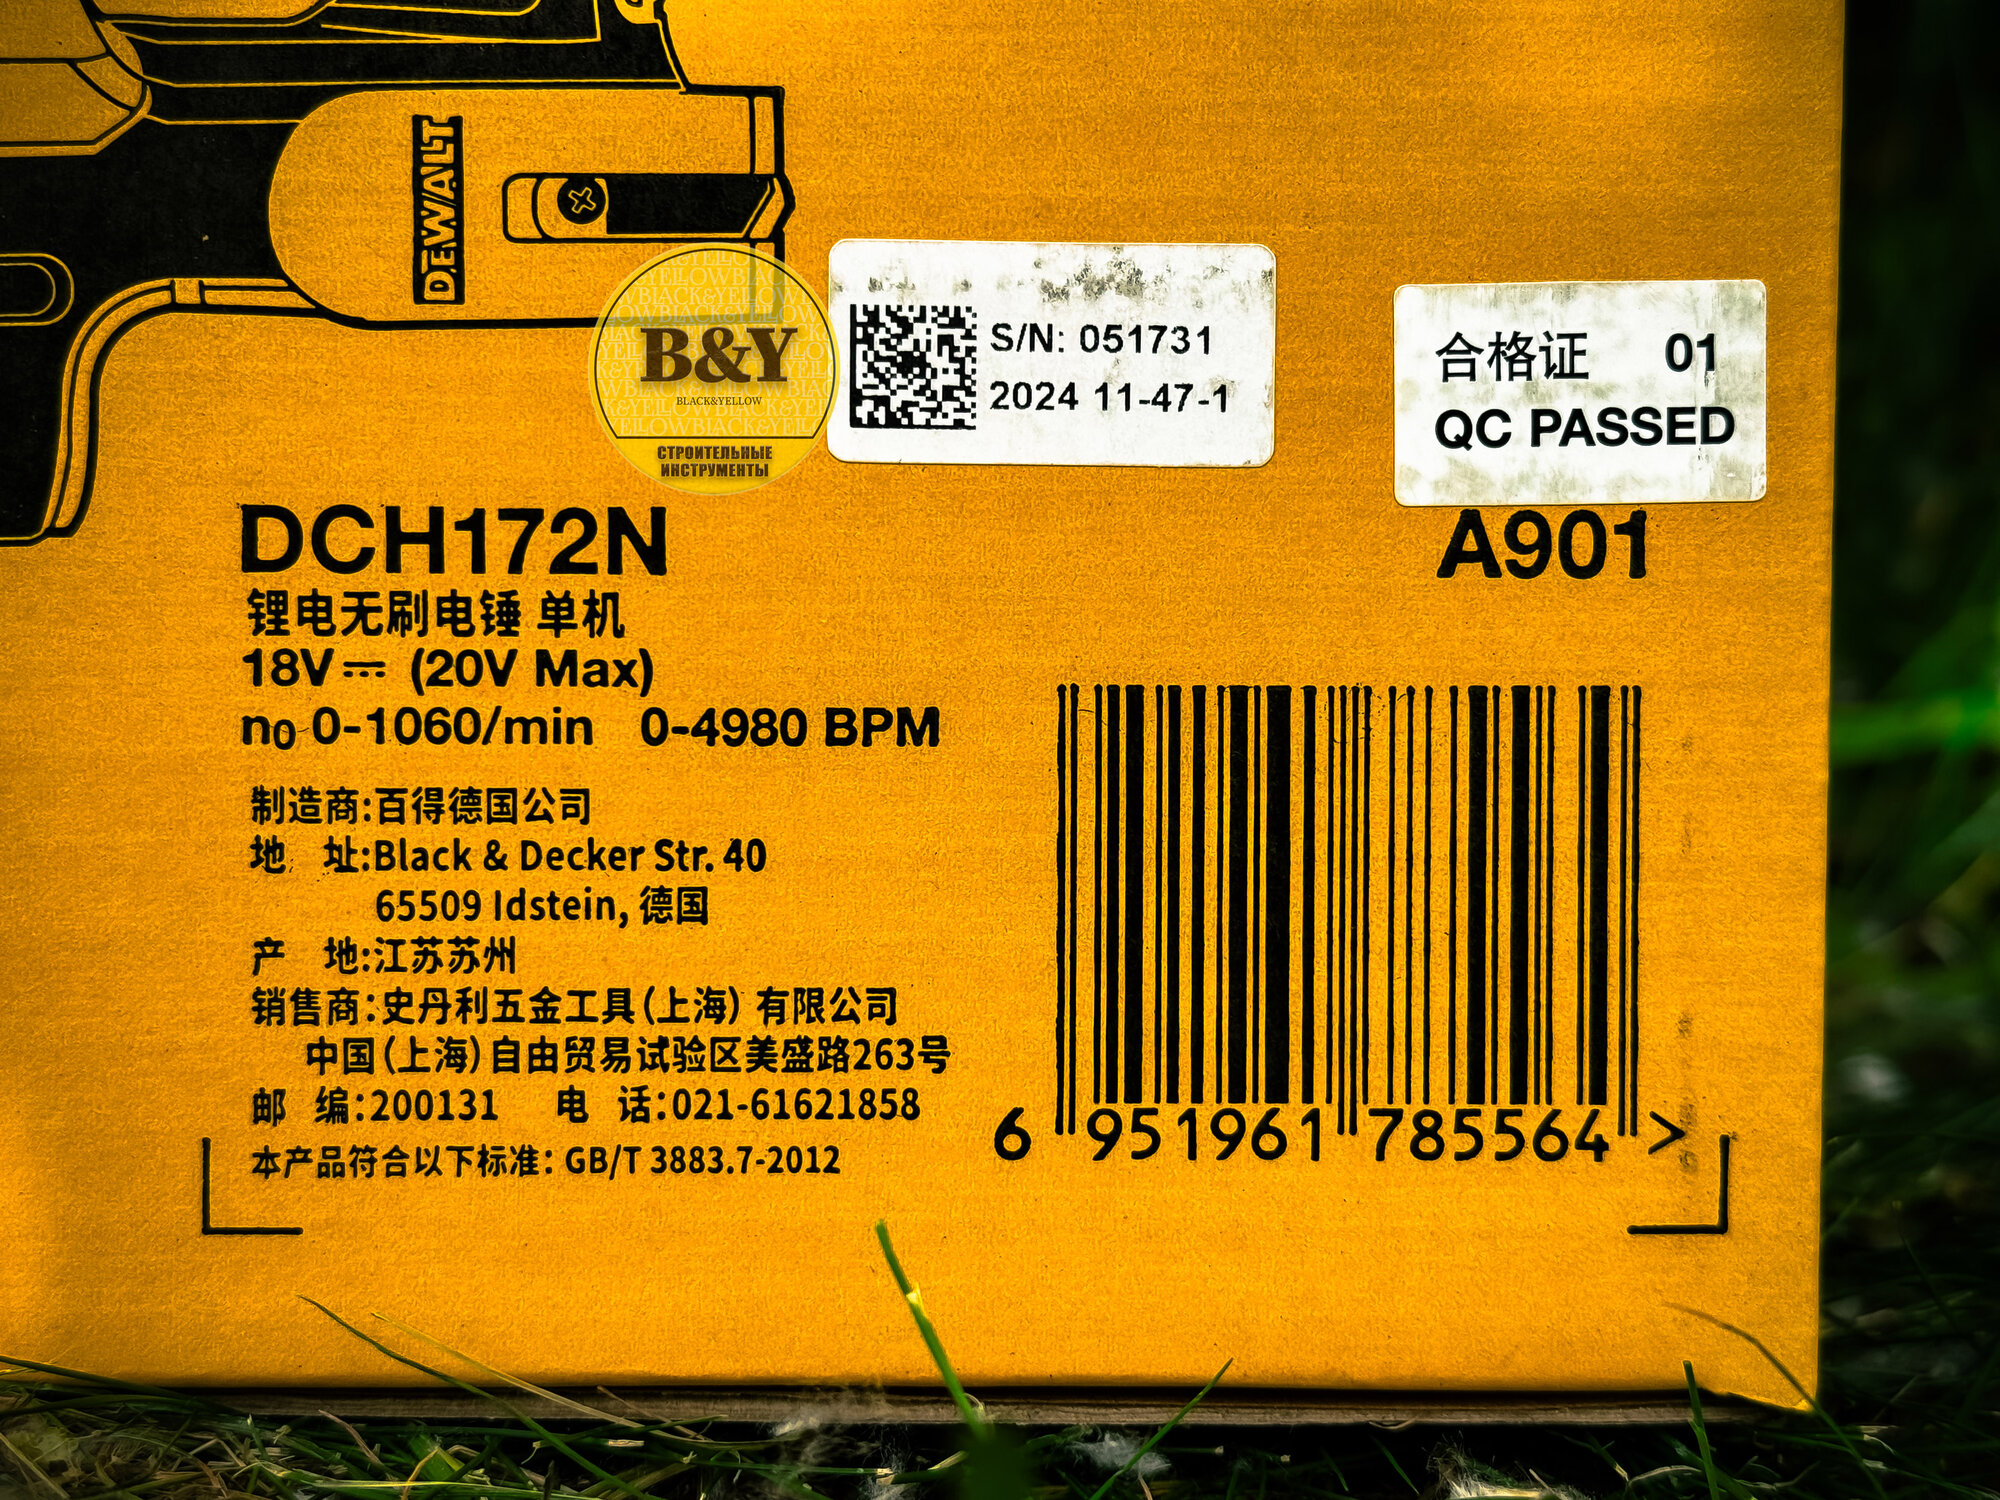 DEWALT
BLACK&YELLOW
B&Y
BLACK&YELLOW
СТРОИТЕЛЬНЫЕ
ИНСТРУМЕНТЫ
S/N: 051731
2024 11-47-1
合格证 01
QC PASSED
DCH172N
A901
锂电无刷电锤 单机
18V⎓ (20V Max)
n₀ 0-1060/min 0-4980 BPM
制造商:百得德国公司
地 址:Black & Decker Str. 40
65509 Idstein, 德国
产 地:江苏苏州
销售商:史丹利五金工具(上海)有限公司
中国(上海)自由贸易试验区美盛路263号
邮 编:200131 电 话:021-61621858
本产品符合以下标准: GB/T 3883.7-2012
6 951961 785564 >